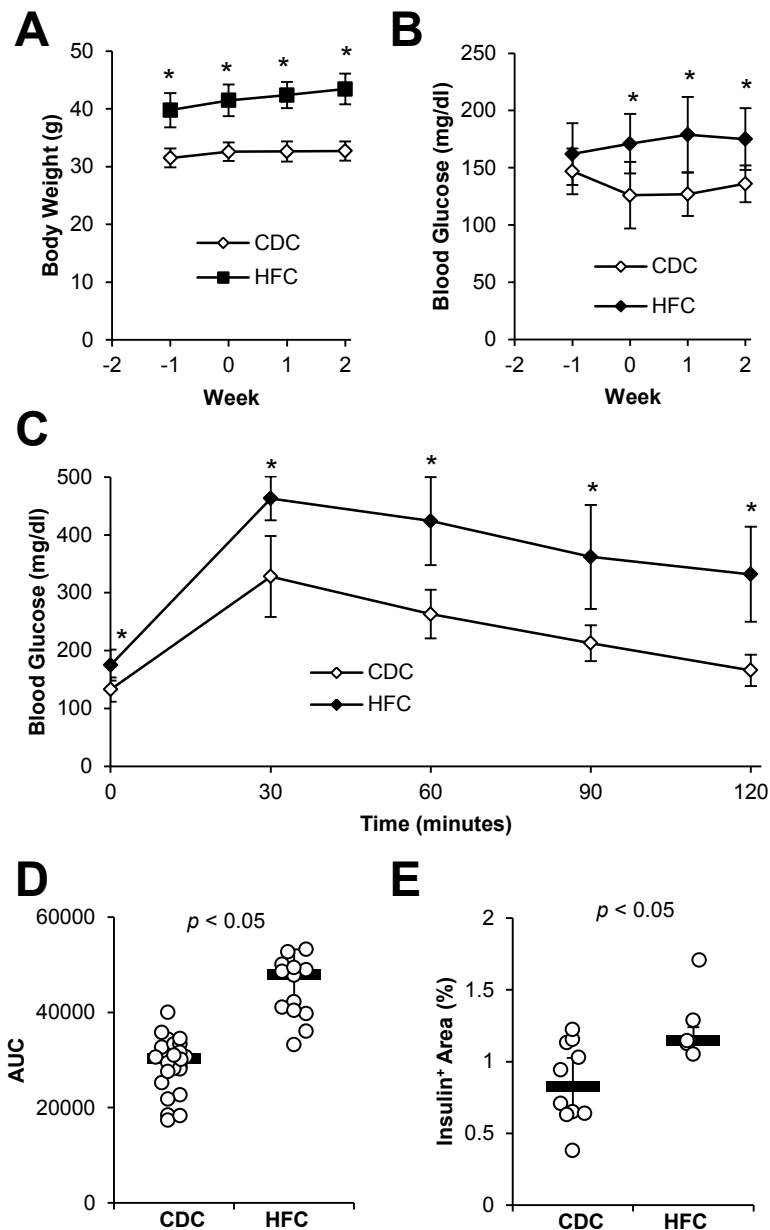 A
50
40
30
20
10
0
Body Weight (g)
* * * *
CDC
HFC
-2 -1 0 1 2
Week
B
250
200
150
100
50
0
Blood Glucose (mg/dl)
* * *
CDC
HFC
-2 -1 0 1 2
Week
C
500
400
300
200
100
0
Blood Glucose (mg/dl)
* * * * *
CDC
HFC
0 30 60 90 120
Time (minutes)
D
60000
40000
20000
0
AUC
p < 0.05
CDC HFC
E
2
1.5
1
0.5
0
Insulin⁺ Area (%)
p < 0.05
CDC HFC